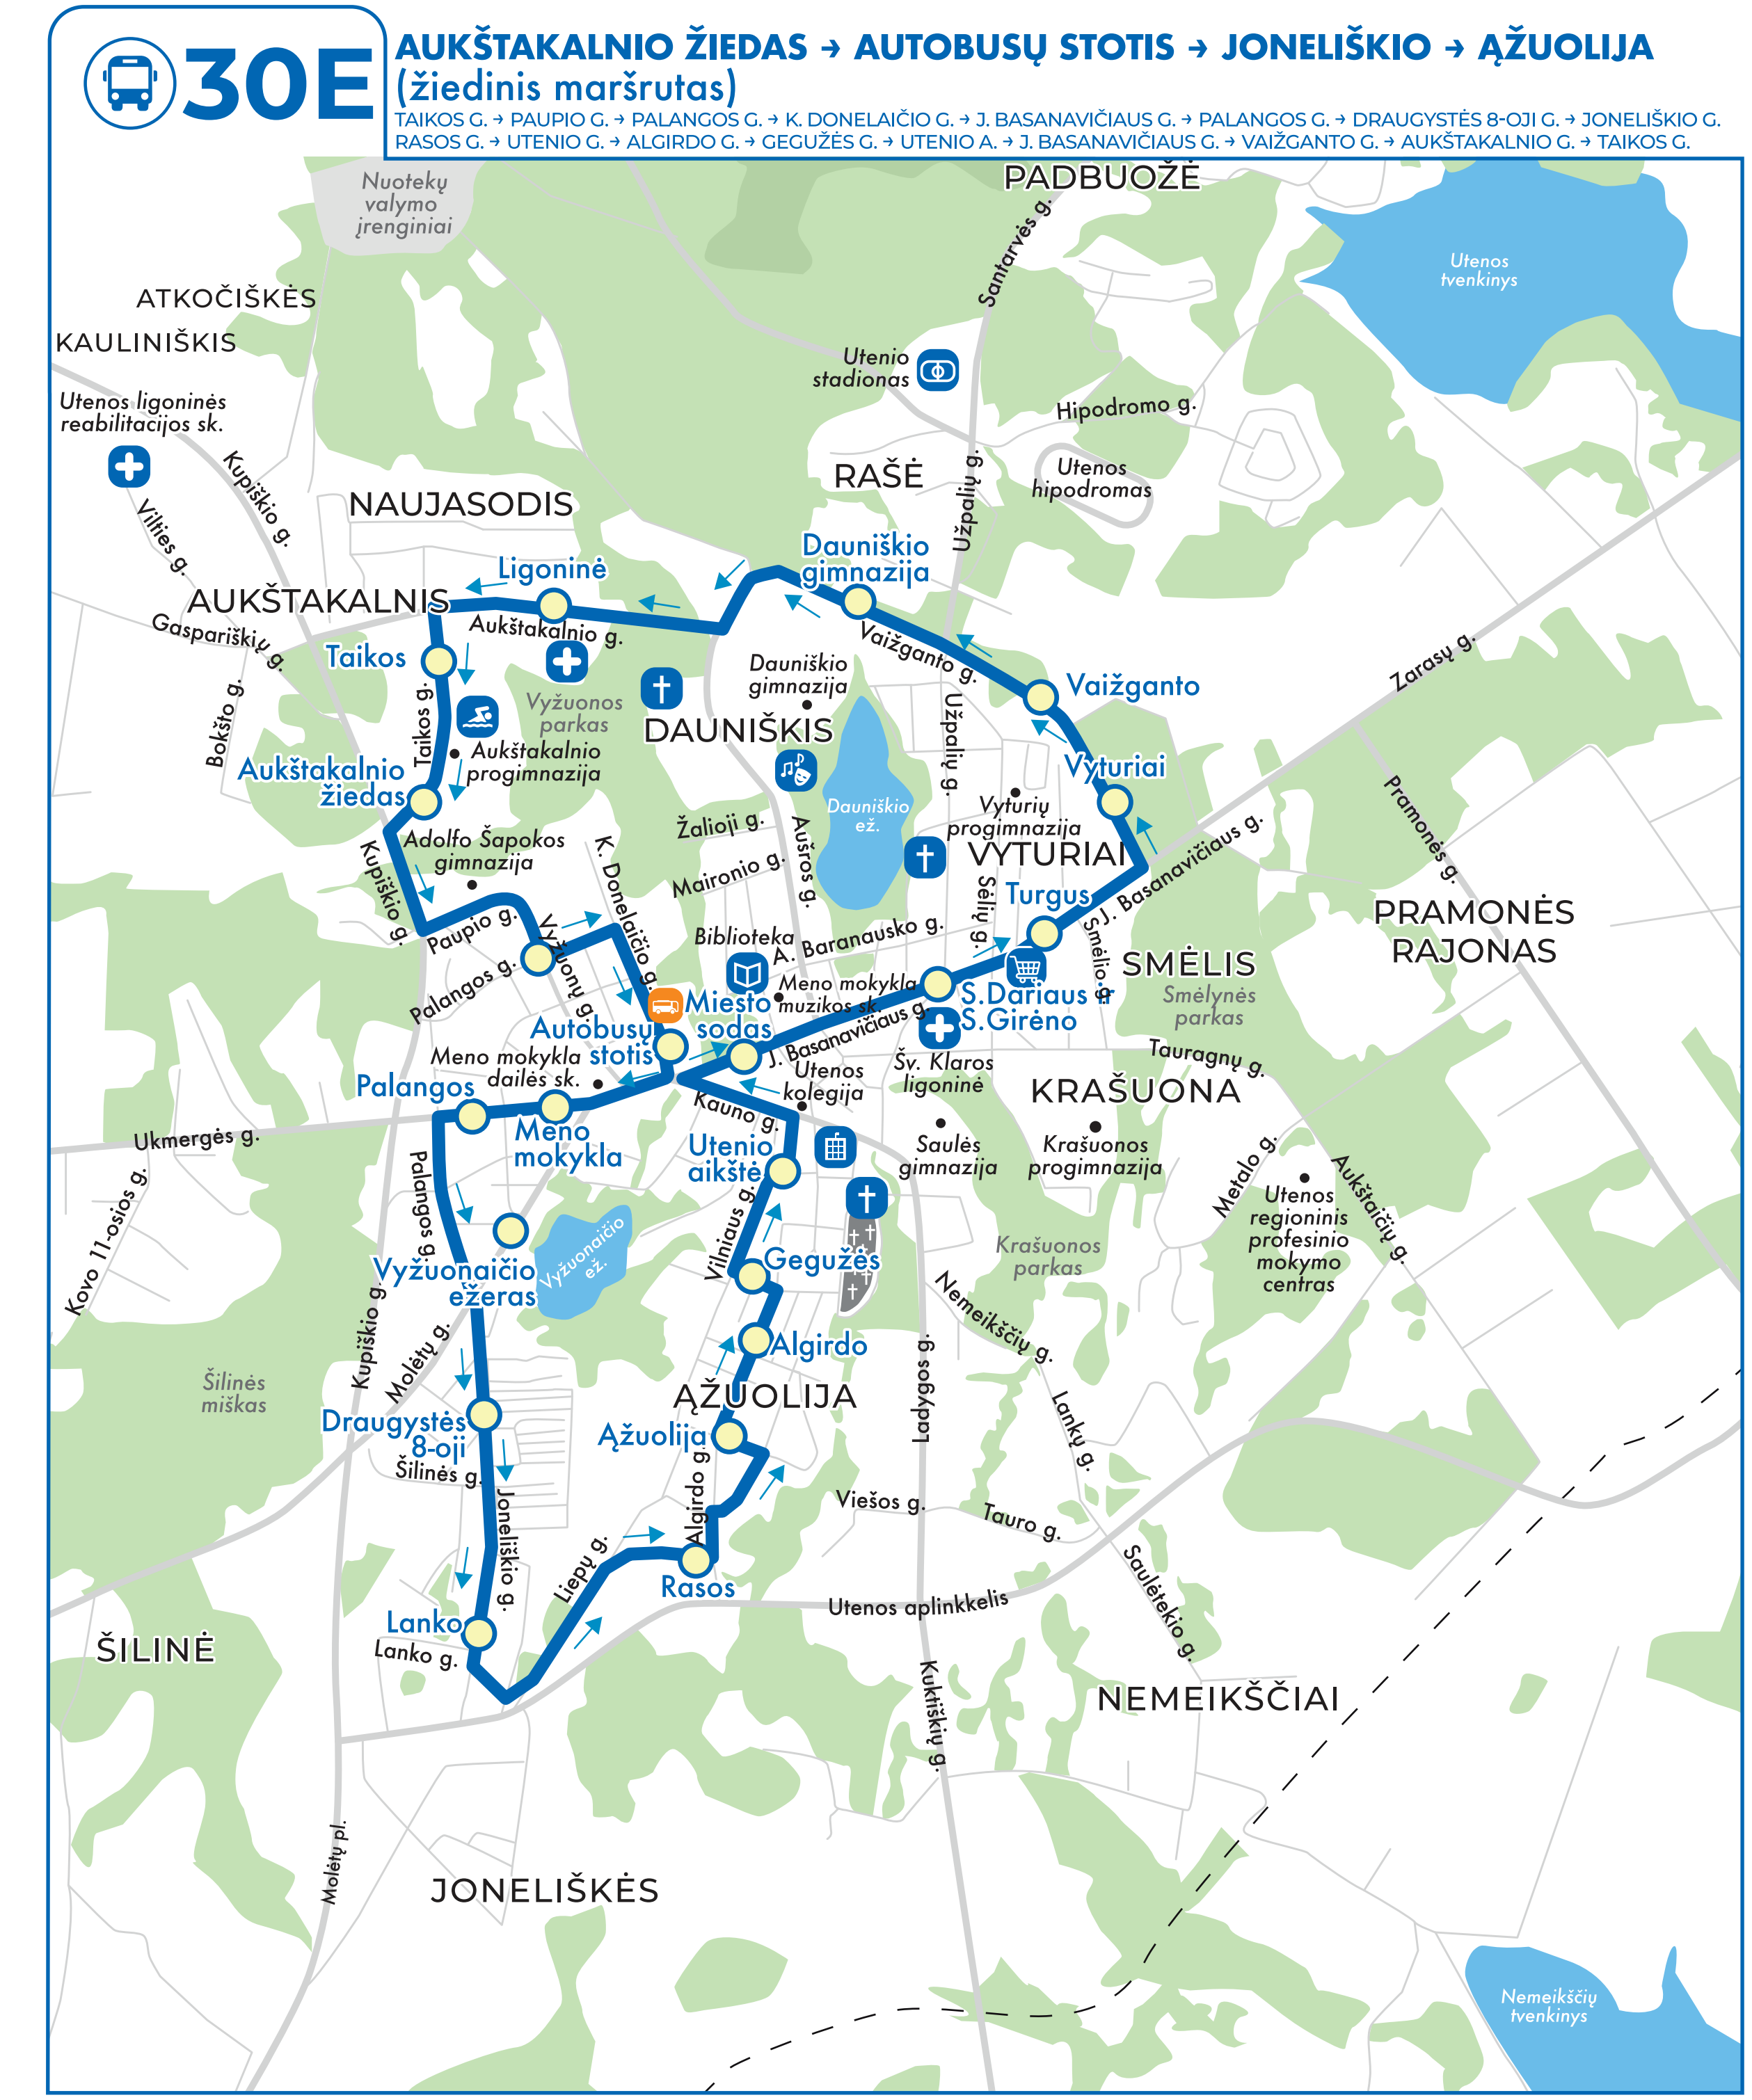 30E
AUKŠTAKALNIO ŽIEDAS → AUTOBUSŲ STOTIS → JONELIŠKIO → ĄŽUOLIJA
(žiedinis maršrutas)
TAIKOS G. → PAUPIO G. → PALANGOS G. → K. DONELAIČIO G. → J. BASANAVIČIAUS G. → PALANGOS G. → DRAUGYSTĖS 8-OJI G. → JONELIŠKIO G.
RASOS G. → UTENIO G. → ALGIRDO G. → GEGUŽĖS G. → UTENIO A. → J. BASANAVIČIAUS G. → VAIŽGANTO G. → AUKŠTAKALNIO G. → TAIKOS G.
PADBUOŽĖ
Nuotekų
valymo
įrenginiai
Santarvės g.
Utenos
tvenkinys
ATKOČIŠKĖS
KAULINIŠKIS
Utenio
stadionas
Utenos ligoninės
reabilitacijos sk.
Hipodromo g.
Kupiškio g.
RAŠĖ
Utenos
hipodromas
Užpalių g.
NAUJASODIS
Vilties g.
Dauniškio
gimnazija
Ligoninė
AUKŠTAKALNIS
Gaspariškių g.
Aukštakalnio g.
Vaižganto g.
Zarasų g.
Taikos
Dauniškio
gimnazija
Vaižganto
Bokšto g.
Taikos g.
Vyžuonos
parkas
DAUNIŠKIS
Užpalių g.
Aukštakalnio
progimnazija
Aukštakalnio
žiedas
Vyturiai
Pramonės g.
Dauniškio
ež.
Vyturių
progimnazija
Žalioji g.
Adolfo Šapokos
gimnazija
Kupiškio g.
K. Donelaičio g.
Maironio g.
Aušros g.
VYTURIAI
J. Basanavičiaus g.
Sėlių g.
Turgus
PRAMONĖS
RAJONAS
Paupio g.
Vyžuonų g.
Biblioteka
A. Baranausko g.
Smėlio g.
SMĖLIS
Smėlynės
parkas
Palangos g.
Meno mokykla
muzikos sk.
Miesto
sodas
S.Dariaus ir
S.Girėno
Autobusų
stotis
J. Basanavičiaus g.
Meno mokykla
dailės sk.
Šv. Klaros
ligoninė
Tauragnų g.
Utenos
kolegija
KRAŠUONA
Palangos
Kauno g.
Ukmergės g.
Meno
mokykla
Utenio
aikštė
Saulės
gimnazija
Krašuonos
progimnazija
Metalo g.
Aukštaičių g.
Utenos
regioninis
profesinio
mokymo
centras
Kovo 11-osios g.
Palangos g.
Vilniaus g.
Vyžuonaičio
ež.
Krašuonos
parkas
Vyžuonaičio
ežeras
Gegužės
Nemeikščių g.
Kupiškio g.
Molėtų g.
Algirdo
Ladygos g.
Šilinės
miškas
ĄŽUOLIJA
Lankų g.
Draugystės
8-oji
Ąžuolija
Šilinės g.
Algirdo g.
Joneliškio g.
Viešos g.
Tauro g.
Liepų g.
Saulėtekio g.
Rasos
Utenos aplinkkelis
Lanko
Lanko g.
ŠILINĖ
Kuktiškių g.
NEMEIKŠČIAI
Molėtų pl.
JONELIŠKĖS
Nemeikščių
tvenkinys